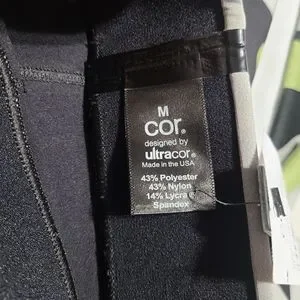 M
cor.®
designed by
ultracor®
Made in the USA
43% Polyester
43% Nylon
14% Lycra®
Spandex